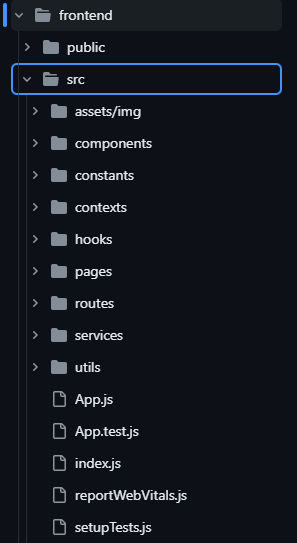 frontend
public
src
assets/img
components
constants
contexts
hooks
pages
routes
services
utils
App.js
App.test.js
index.js
reportWebVitals.js
setupTests.js